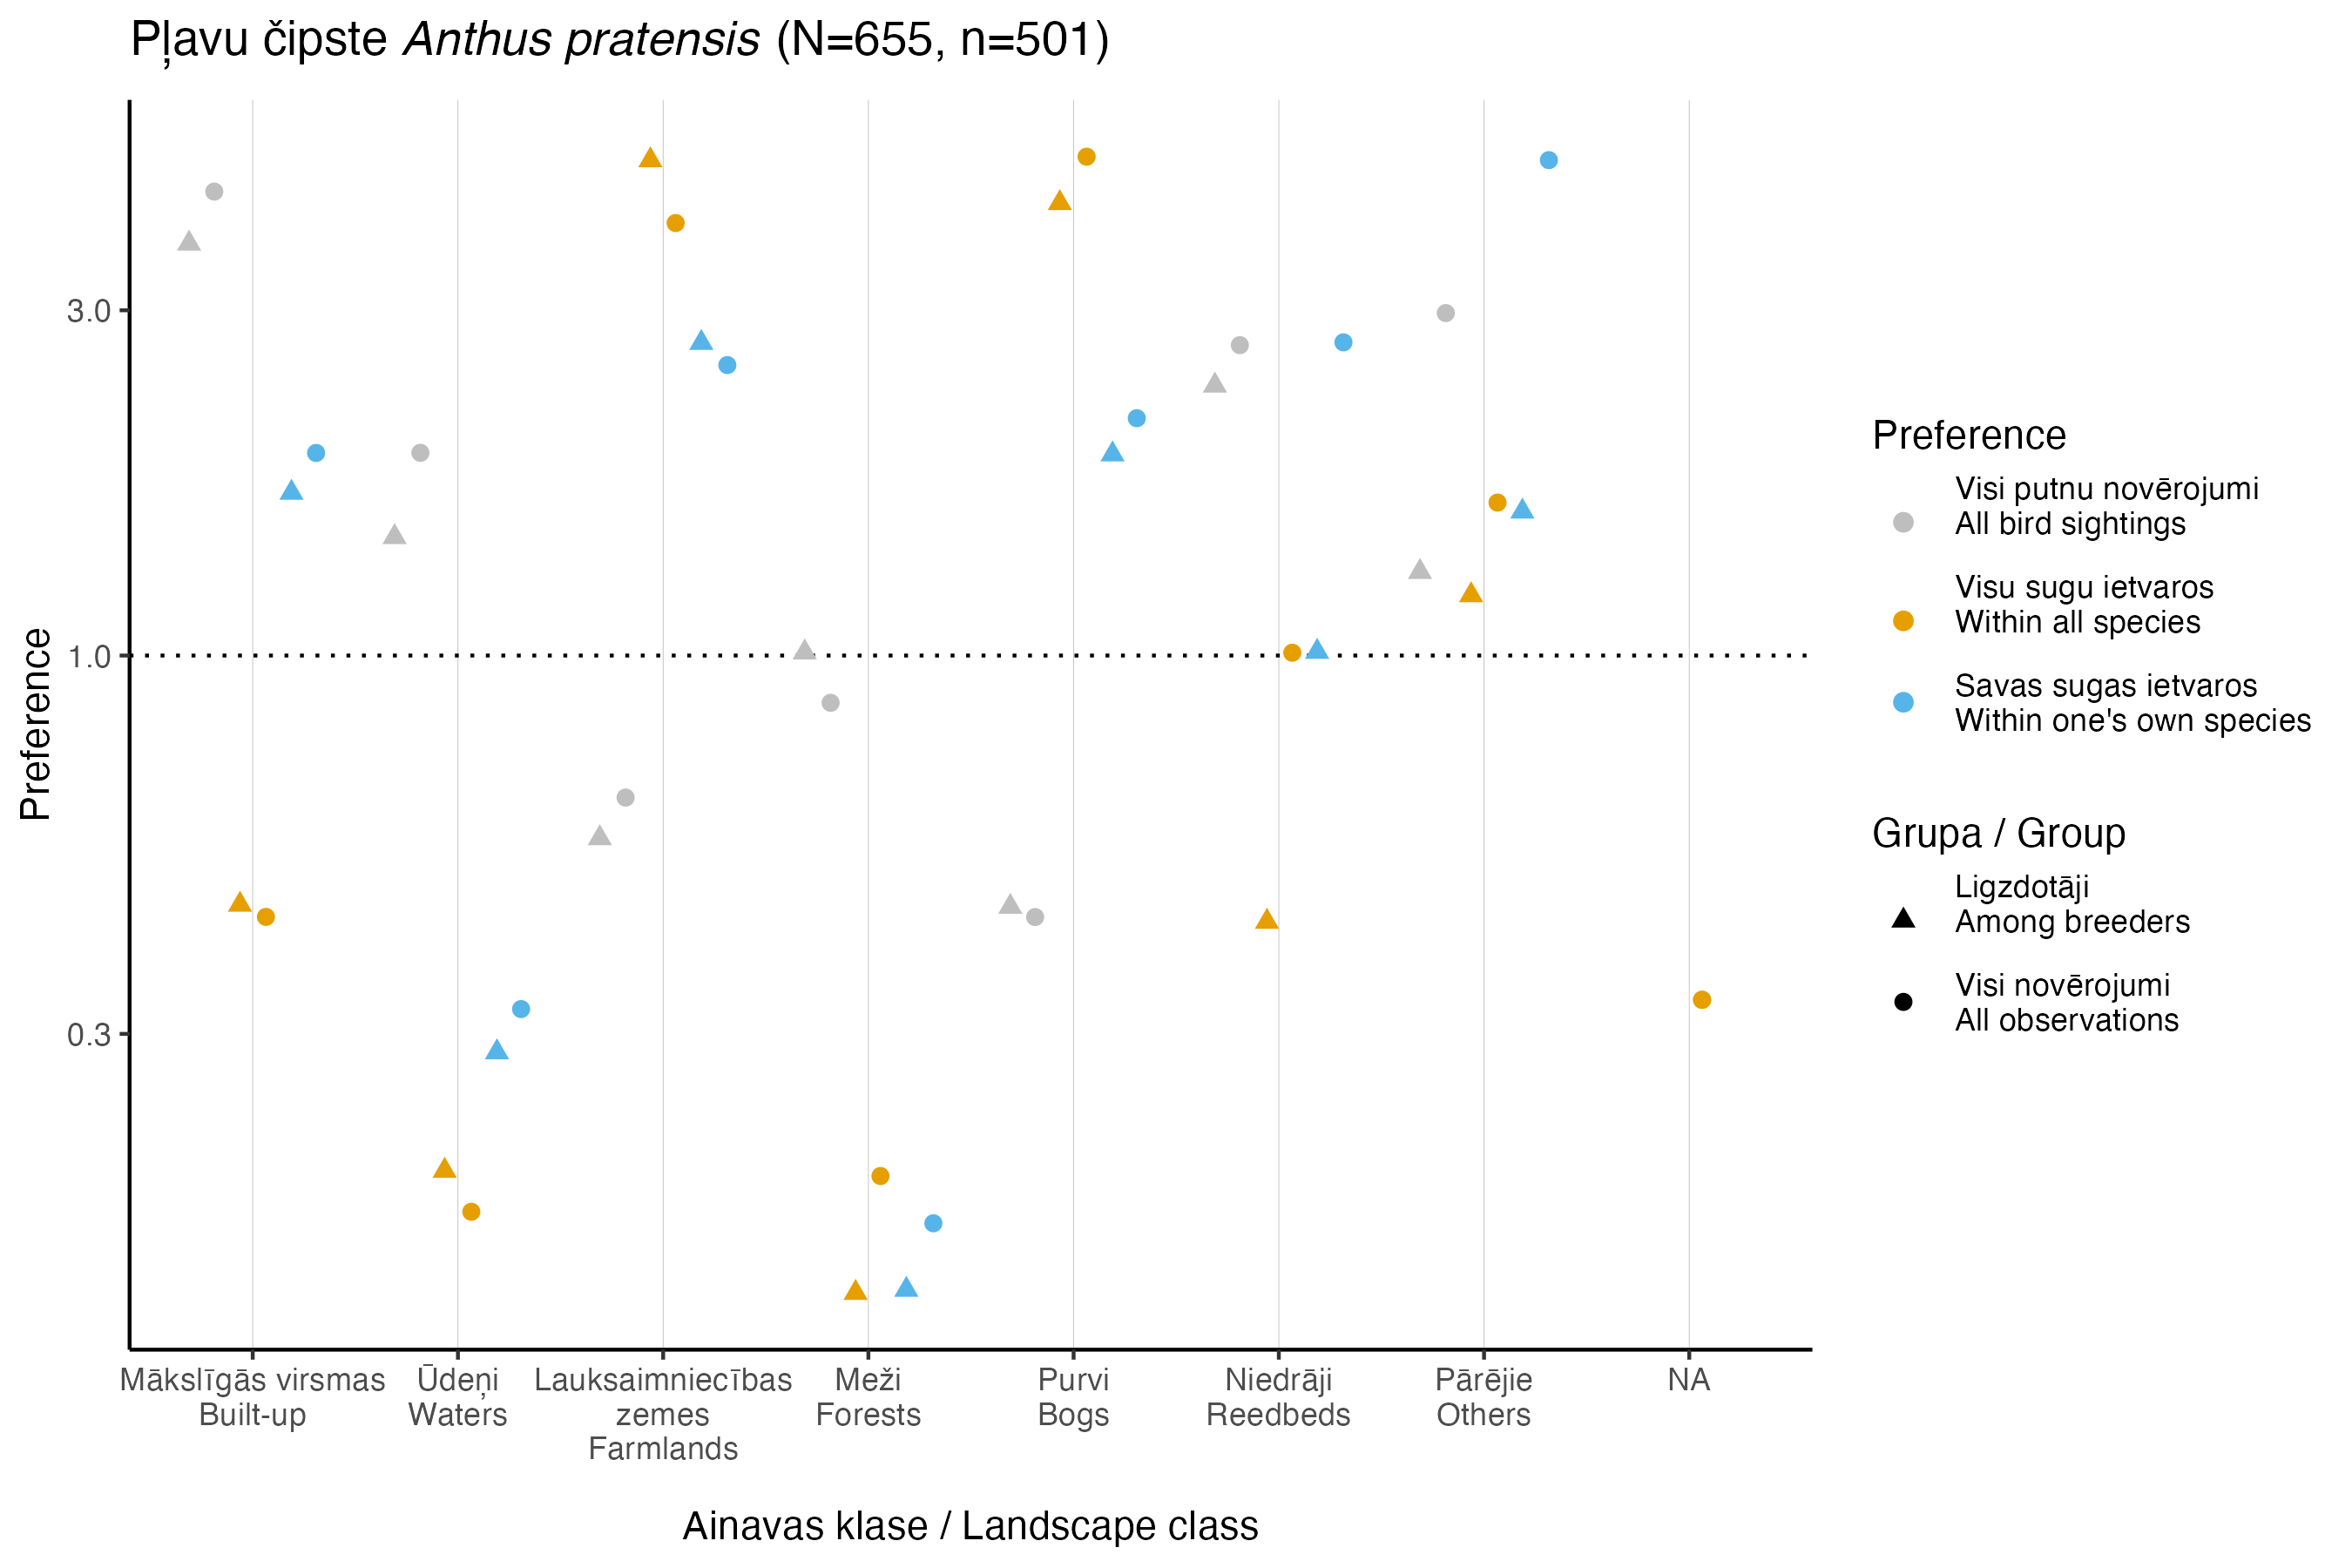 Pļavu čipste Anthus pratensis (N=655, n=501)
Preference
3.0
1.0
0.3
Mākslīgās virsmas
Built-up
Ūdeņi
Waters
Lauksaimniecības
zemes
Farmlands
Meži
Forests
Purvi
Bogs
Niedrāji
Reedbeds
Pārējie
Others
NA
Ainavas klase / Landscape class
Preference
Visi putnu novērojumi
All bird sightings
Visu sugu ietvaros
Within all species
Savas sugas ietvaros
Within one's own species
Grupa / Group
Ligzdotāji
Among breeders
Visi novērojumi
All observations